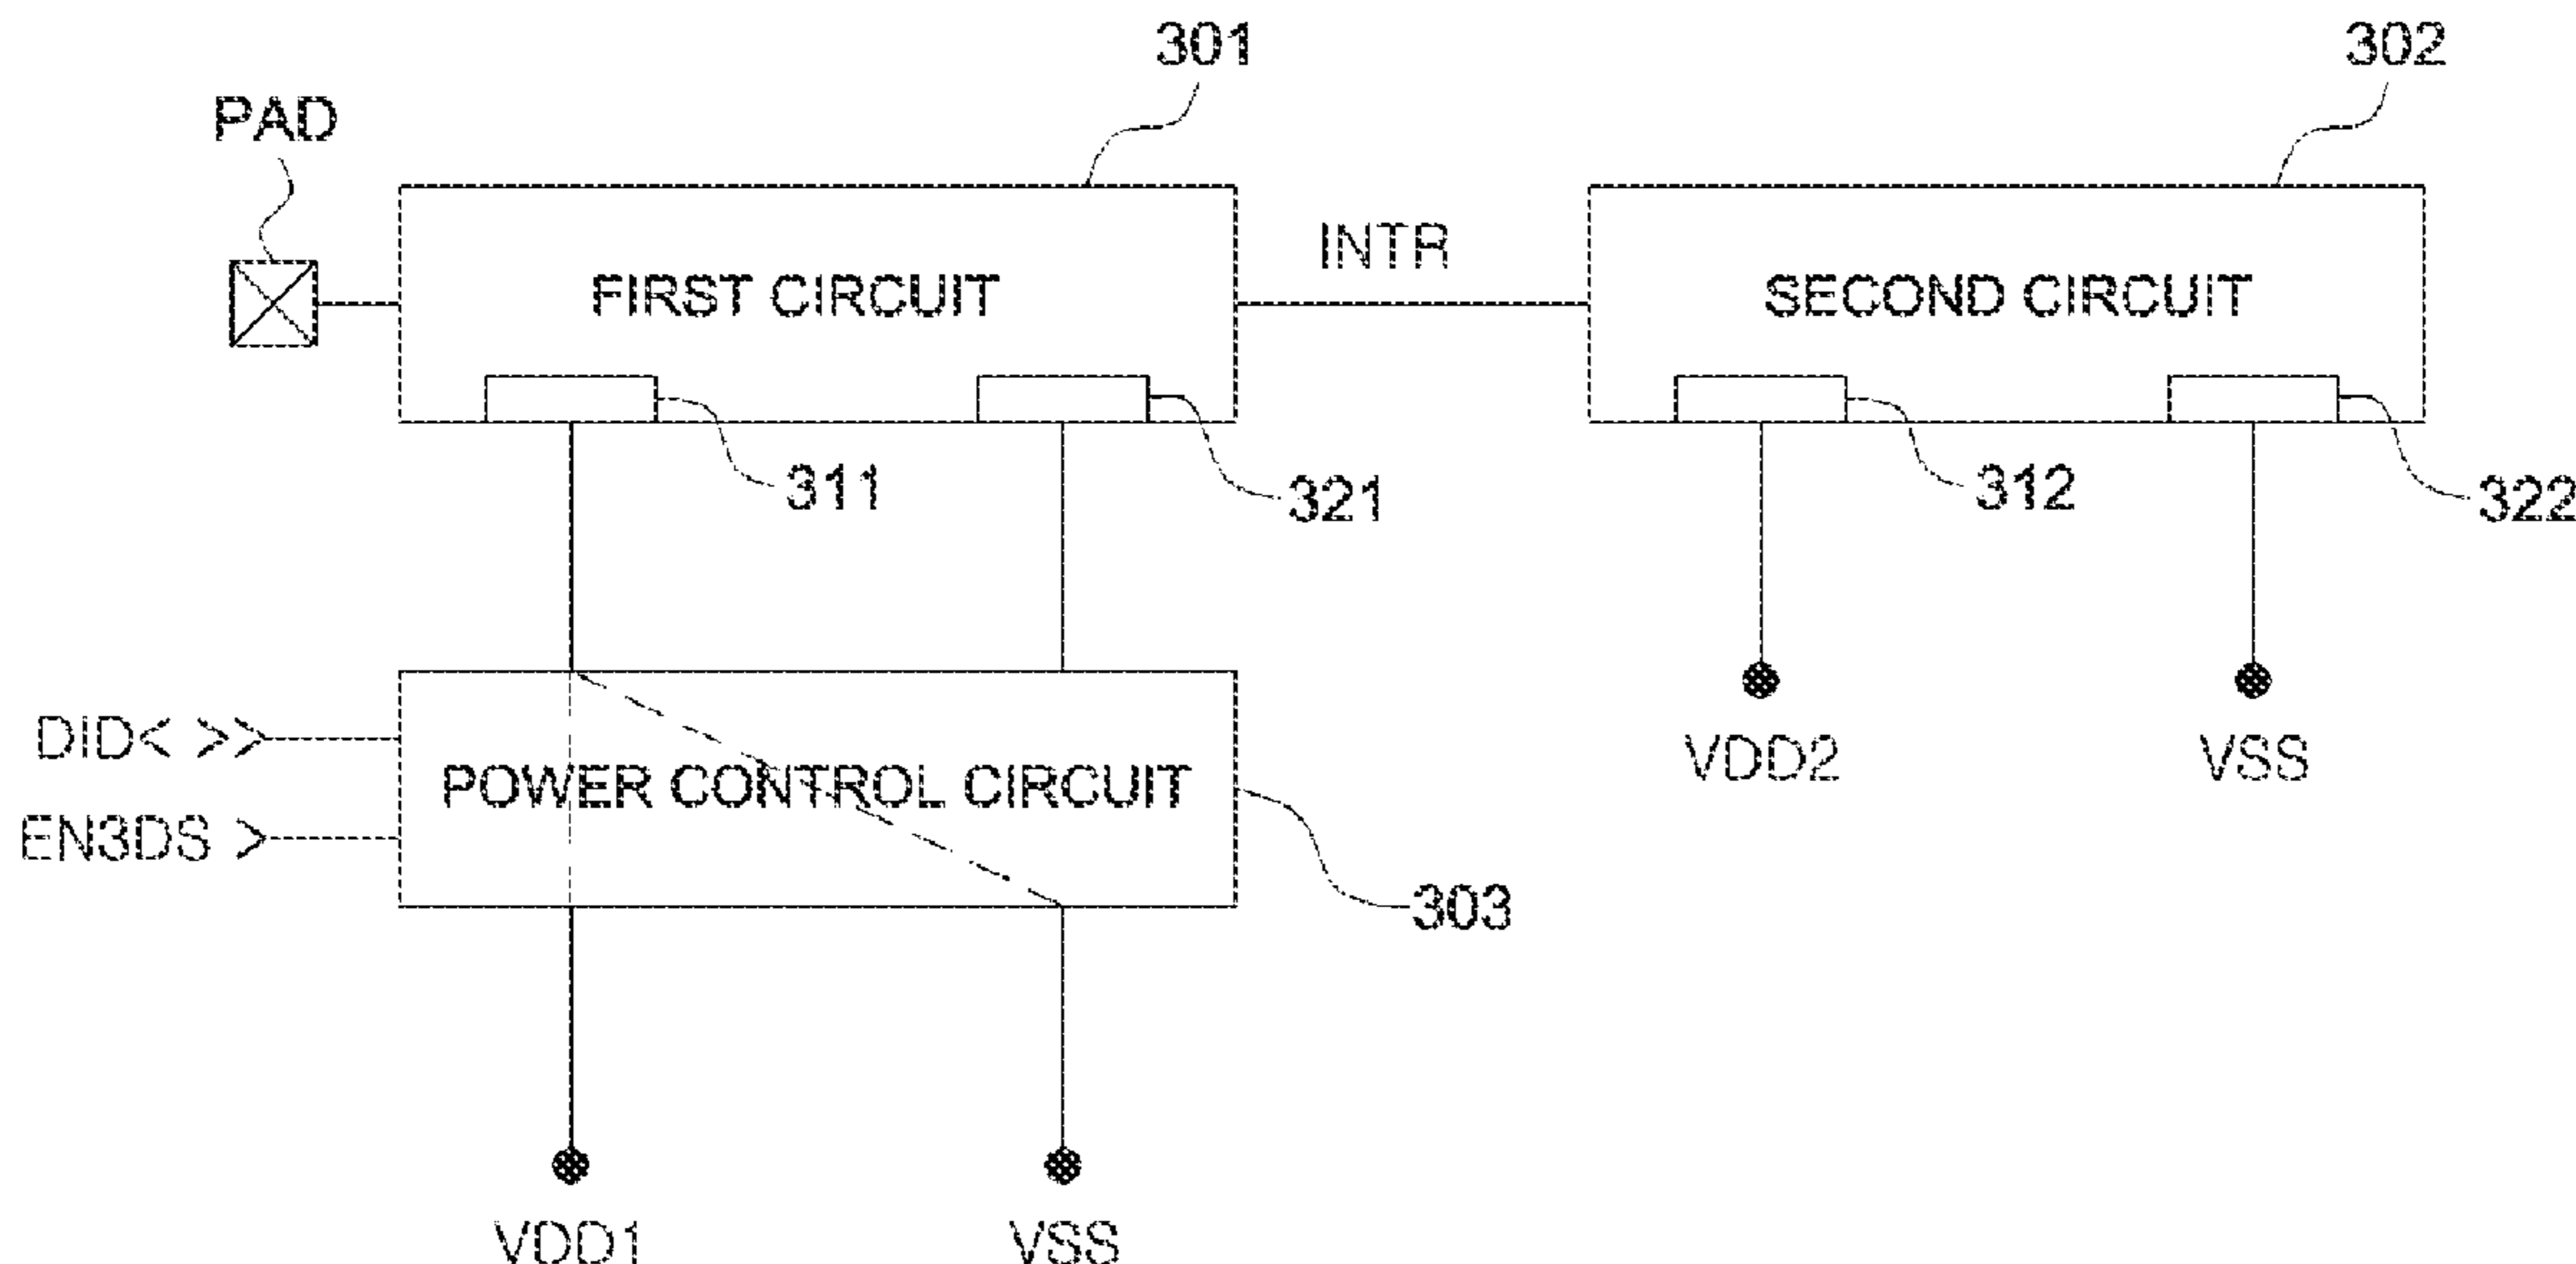 301
302
PAD
INTR
FIRST CIRCUIT
SECOND CIRCUIT
311
321
312
322
DID< >
VDD2
VSS
POWER CONTROL CIRCUIT
EN3DS
303
VDD1
VSS